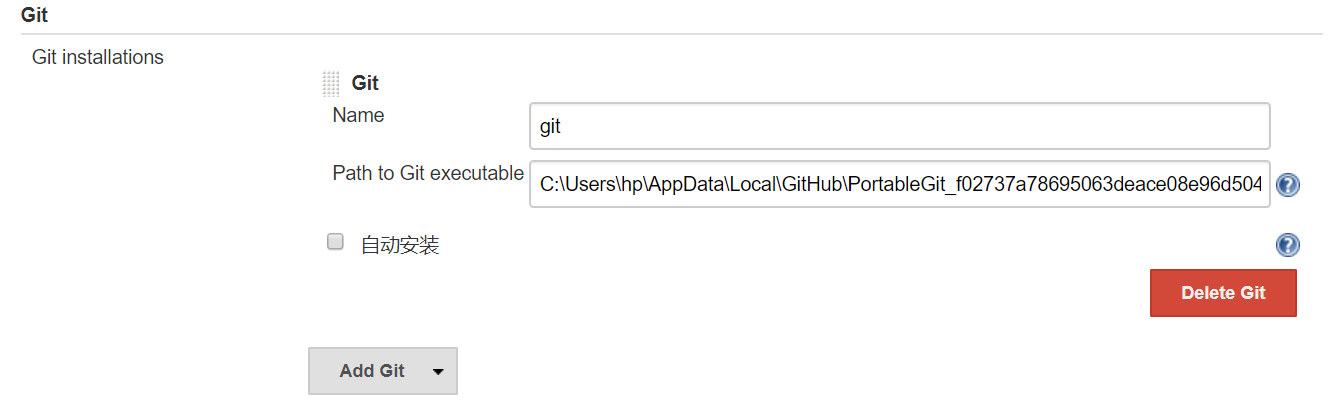 Git
Git installations
Git
Name
git
Path to Git executable
C:\Users\hp\AppData\Local\GitHub\PortableGit_f02737a78695063deace08e96d504
自动安装
Delete Git
Add Git